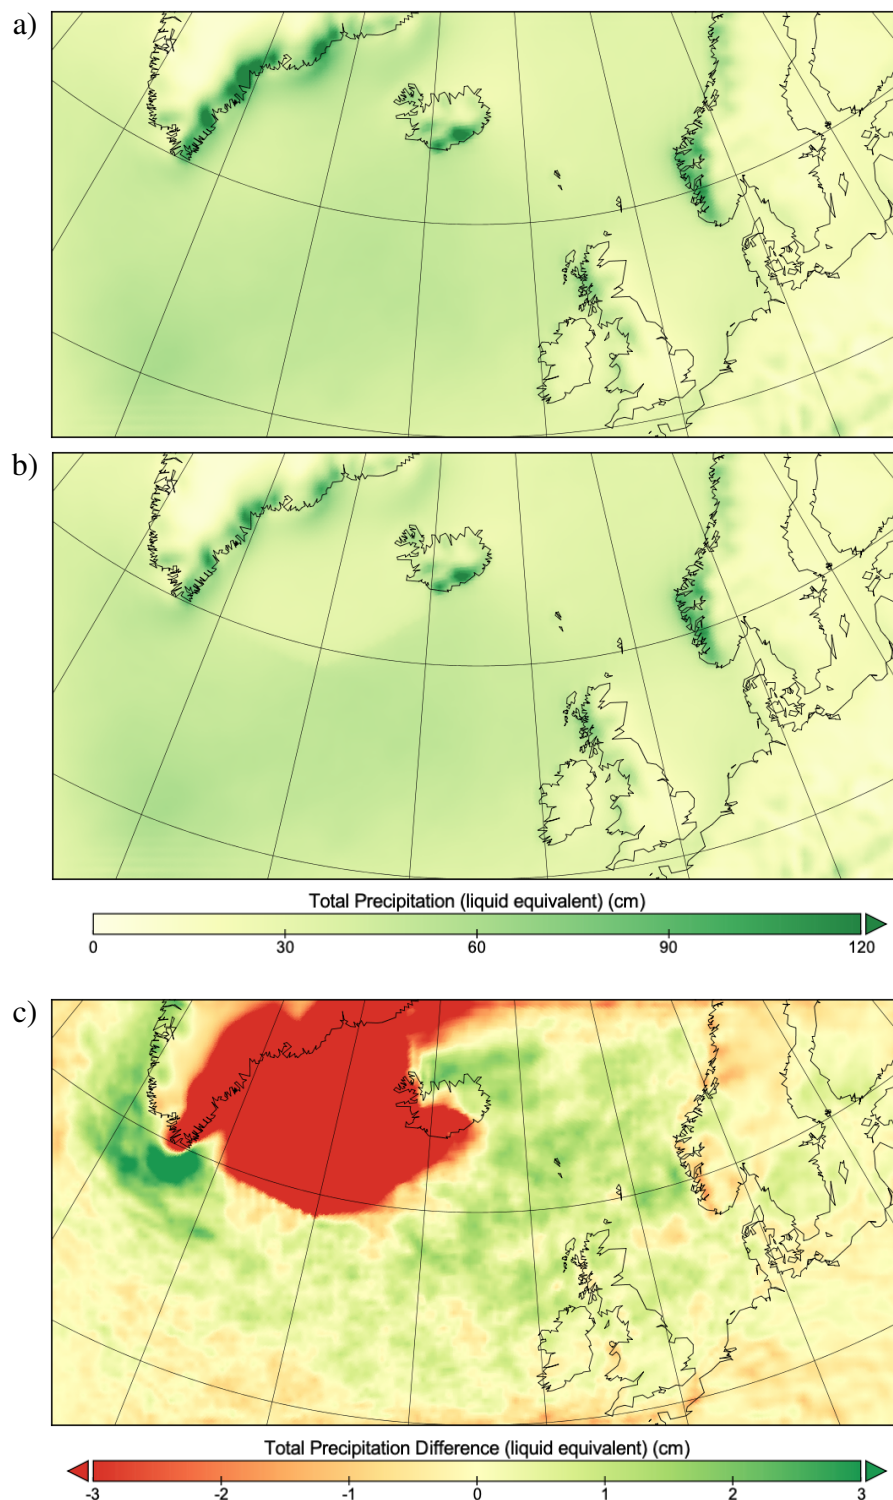 a)
b)
Total Precipitation (liquid equivalent) (cm)
0 30 60 90 120
c)
Total Precipitation Difference (liquid equivalent) (cm)
-3 -2 -1 0 1 2 3